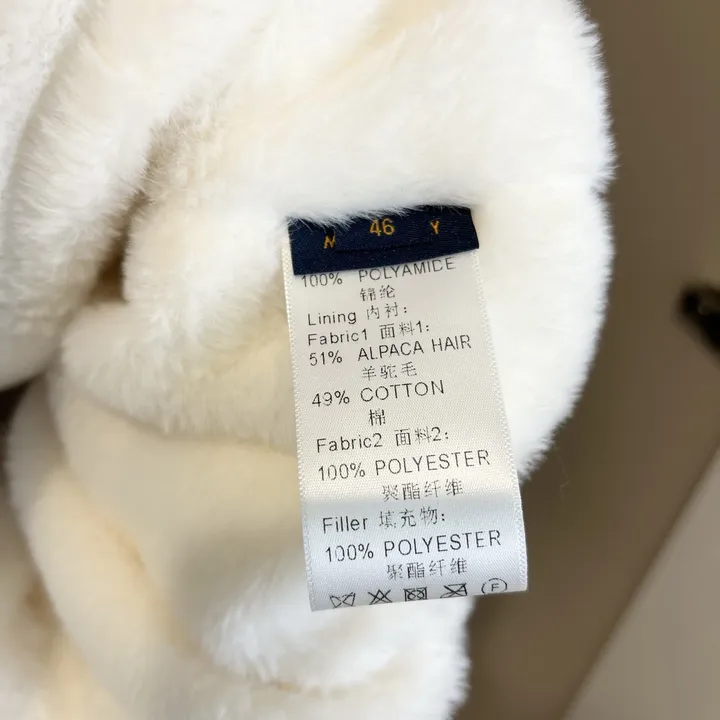 N 46 Y
100% POLYAMIDE
锦纶
Lining 内衬:
Fabric1 面料1:
51% ALPACA HAIR
羊驼毛
49% COTTON
棉
Fabric2 面料2:
100% POLYESTER
聚酯纤维
Filler 填充物:
100% POLYESTER
聚酯纤维
F